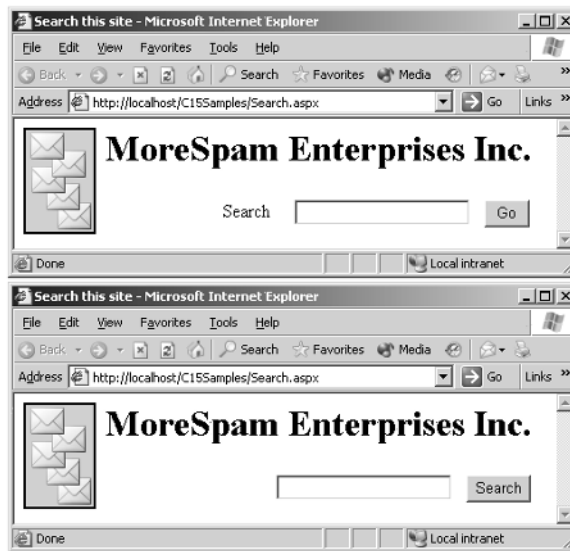 Search this site - Microsoft Internet Explorer
File Edit View Favorites Tools Help
Back Search Favorites Media »
Address http://localhost/C15Samples/Search.aspx Go Links »
MoreSpam Enterprises Inc.
Search Go
Done Local intranet
Search this site - Microsoft Internet Explorer
File Edit View Favorites Tools Help
Back Search Favorites Media »
Address http://localhost/C15Samples/Search.aspx Go Links »
MoreSpam Enterprises Inc.
Search
Done Local intranet